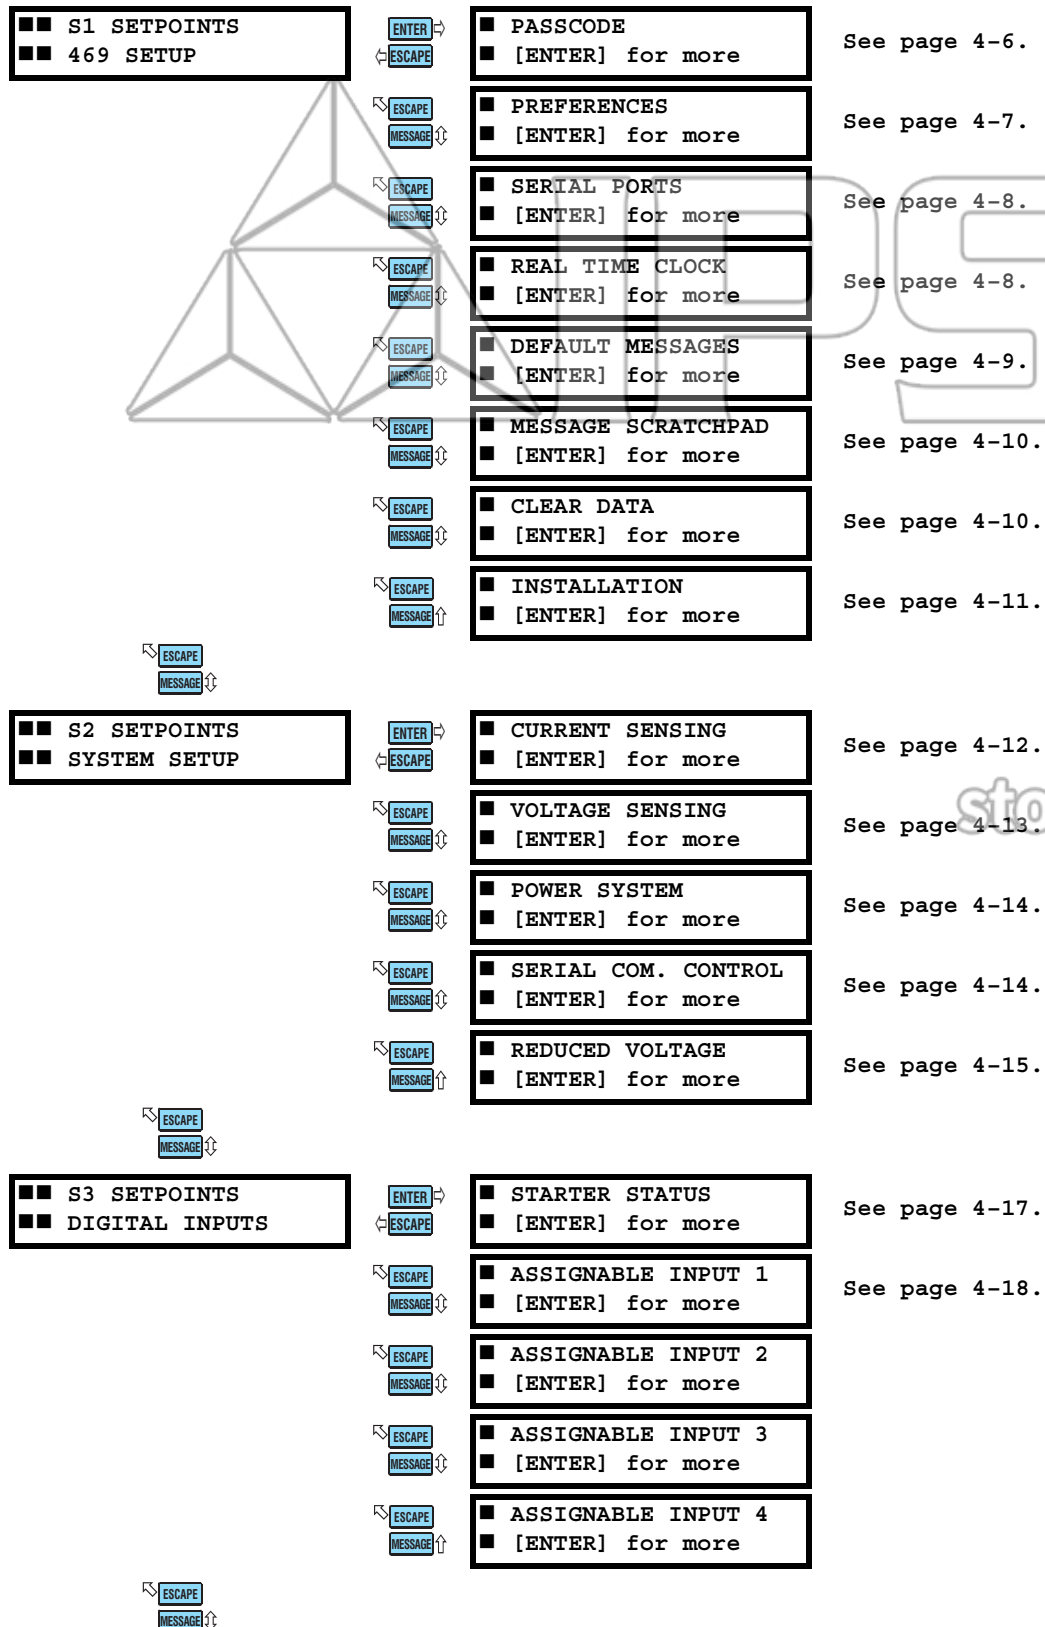 ■■ S1 SETPOINTS
■■ 469 SETUP
ENTER
ESCAPE
■ PASSCODE
■ [ENTER] for more
See page 4-6.
ESCAPE
MESSAGE
■ PREFERENCES
■ [ENTER] for more
See page 4-7.
ESCAPE
MESSAGE
■ SERIAL PORTS
■ [ENTER] for more
See page 4-8.
ESCAPE
MESSAGE
■ REAL TIME CLOCK
■ [ENTER] for more
See page 4-8.
ESCAPE
MESSAGE
■ DEFAULT MESSAGES
■ [ENTER] for more
See page 4-9.
ESCAPE
MESSAGE
■ MESSAGE SCRATCHPAD
■ [ENTER] for more
See page 4-10.
ESCAPE
MESSAGE
■ CLEAR DATA
■ [ENTER] for more
See page 4-10.
ESCAPE
MESSAGE
■ INSTALLATION
■ [ENTER] for more
See page 4-11.
ESCAPE
MESSAGE
■■ S2 SETPOINTS
■■ SYSTEM SETUP
ENTER
ESCAPE
■ CURRENT SENSING
■ [ENTER] for more
See page 4-12.
ESCAPE
MESSAGE
■ VOLTAGE SENSING
■ [ENTER] for more
See page 4-13.
ESCAPE
MESSAGE
■ POWER SYSTEM
■ [ENTER] for more
See page 4-14.
ESCAPE
MESSAGE
■ SERIAL COM. CONTROL
■ [ENTER] for more
See page 4-14.
ESCAPE
MESSAGE
■ REDUCED VOLTAGE
■ [ENTER] for more
See page 4-15.
ESCAPE
MESSAGE
■■ S3 SETPOINTS
■■ DIGITAL INPUTS
ENTER
ESCAPE
■ STARTER STATUS
■ [ENTER] for more
See page 4-17.
ESCAPE
MESSAGE
■ ASSIGNABLE INPUT 1
■ [ENTER] for more
See page 4-18.
ESCAPE
MESSAGE
■ ASSIGNABLE INPUT 2
■ [ENTER] for more
ESCAPE
MESSAGE
■ ASSIGNABLE INPUT 3
■ [ENTER] for more
ESCAPE
MESSAGE
■ ASSIGNABLE INPUT 4
■ [ENTER] for more
ESCAPE
MESSAGE
IPS
sto